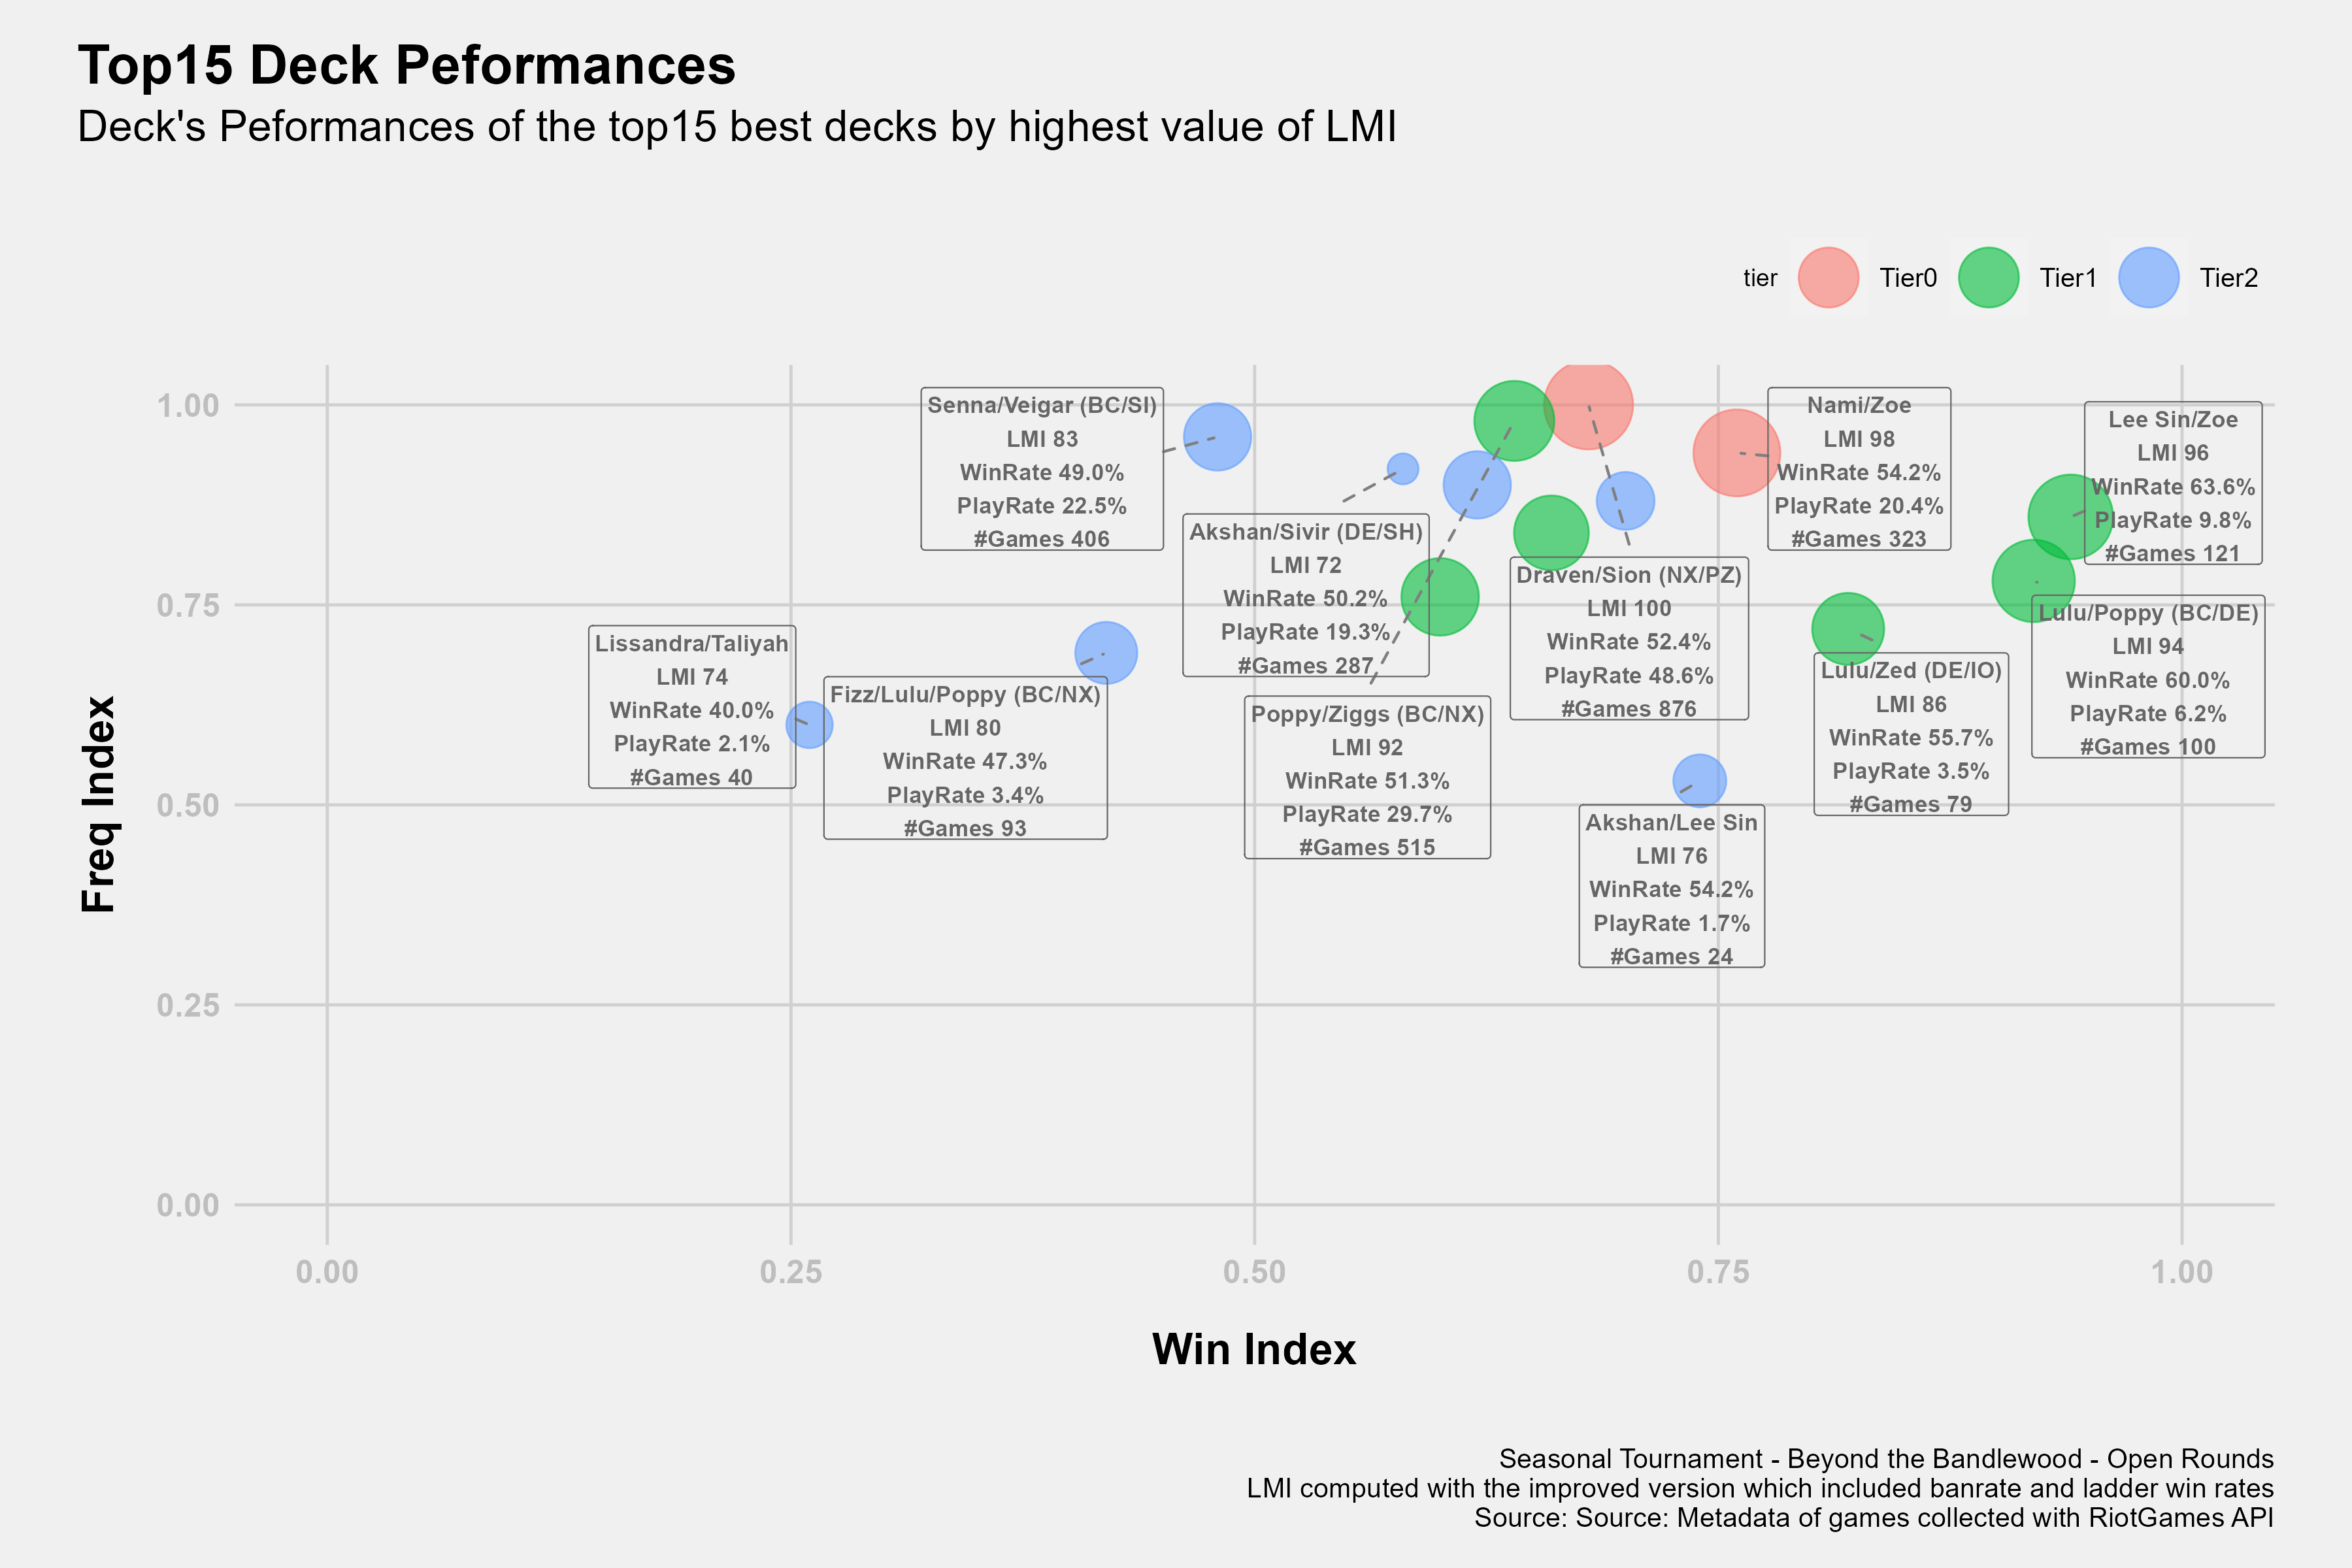 Top15 Deck Peformances
Deck's Peformances of the top15 best decks by highest value of LMI
tier
Tier0
Tier1
Tier2
Freq Index
1.00
0.75
0.50
0.25
0.00
Senna/Veigar (BC/SI)
LMI 83
WinRate 49.0%
PlayRate 22.5%
#Games 406
Nami/Zoe
LMI 98
WinRate 54.2%
PlayRate 20.4%
#Games 323
Lee Sin/Zoe
LMI 96
WinRate 63.6%
PlayRate 9.8%
#Games 121
Akshan/Sivir (DE/SH)
LMI 72
WinRate 50.2%
PlayRate 19.3%
#Games 287
Draven/Sion (NX/PZ)
LMI 100
WinRate 52.4%
PlayRate 48.6%
#Games 876
Lulu/Poppy (BC/DE)
LMI 94
WinRate 60.0%
PlayRate 6.2%
#Games 100
Lissandra/Taliyah
LMI 74
WinRate 40.0%
PlayRate 2.1%
#Games 40
Lulu/Zed (DE/IO)
LMI 86
WinRate 55.7%
PlayRate 3.5%
#Games 79
Fizz/Lulu/Poppy (BC/NX)
LMI 80
WinRate 47.3%
PlayRate 3.4%
#Games 93
Poppy/Ziggs (BC/NX)
LMI 92
WinRate 51.3%
PlayRate 29.7%
#Games 515
Akshan/Lee Sin
LMI 76
WinRate 54.2%
PlayRate 1.7%
#Games 24
0.00
0.25
0.50
0.75
1.00
Win Index
Seasonal Tournament - Beyond the Bandlewood - Open Rounds
LMI computed with the improved version which included banrate and ladder win rates
Source: Source: Metadata of games collected with RiotGames API